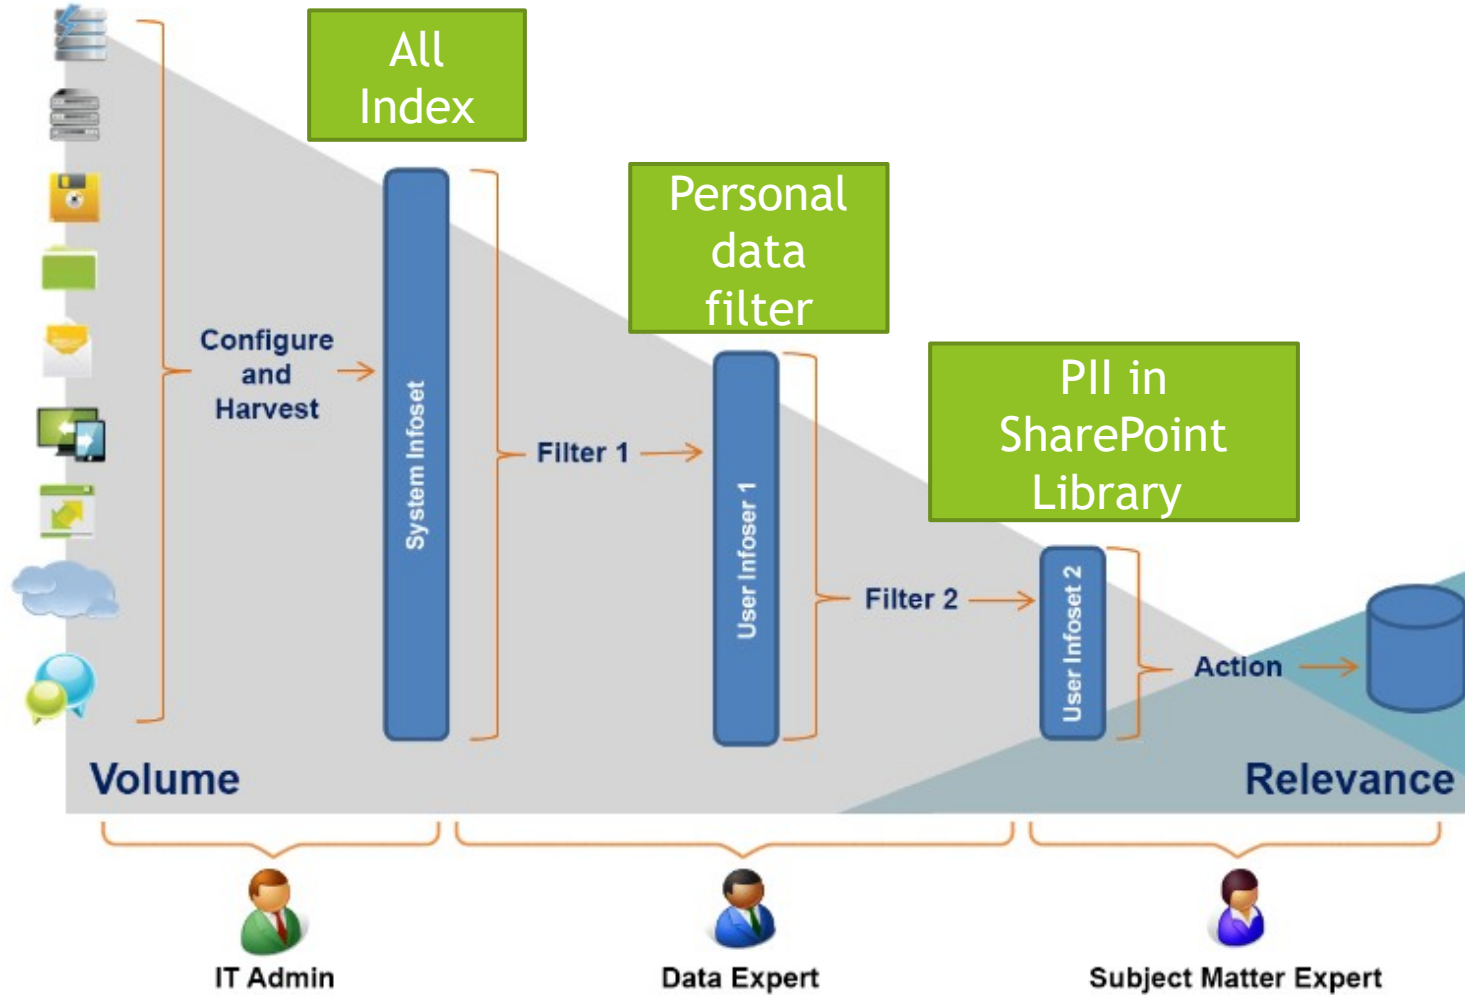 All
Index
Personal
data
filter
PII in
SharePoint
Library
Configure
and
Harvest
System Infoset
Filter 1
User Infoser 1
Filter 2
User Infoset 2
Action
Volume
Relevance
IT Admin
Data Expert
Subject Matter Expert